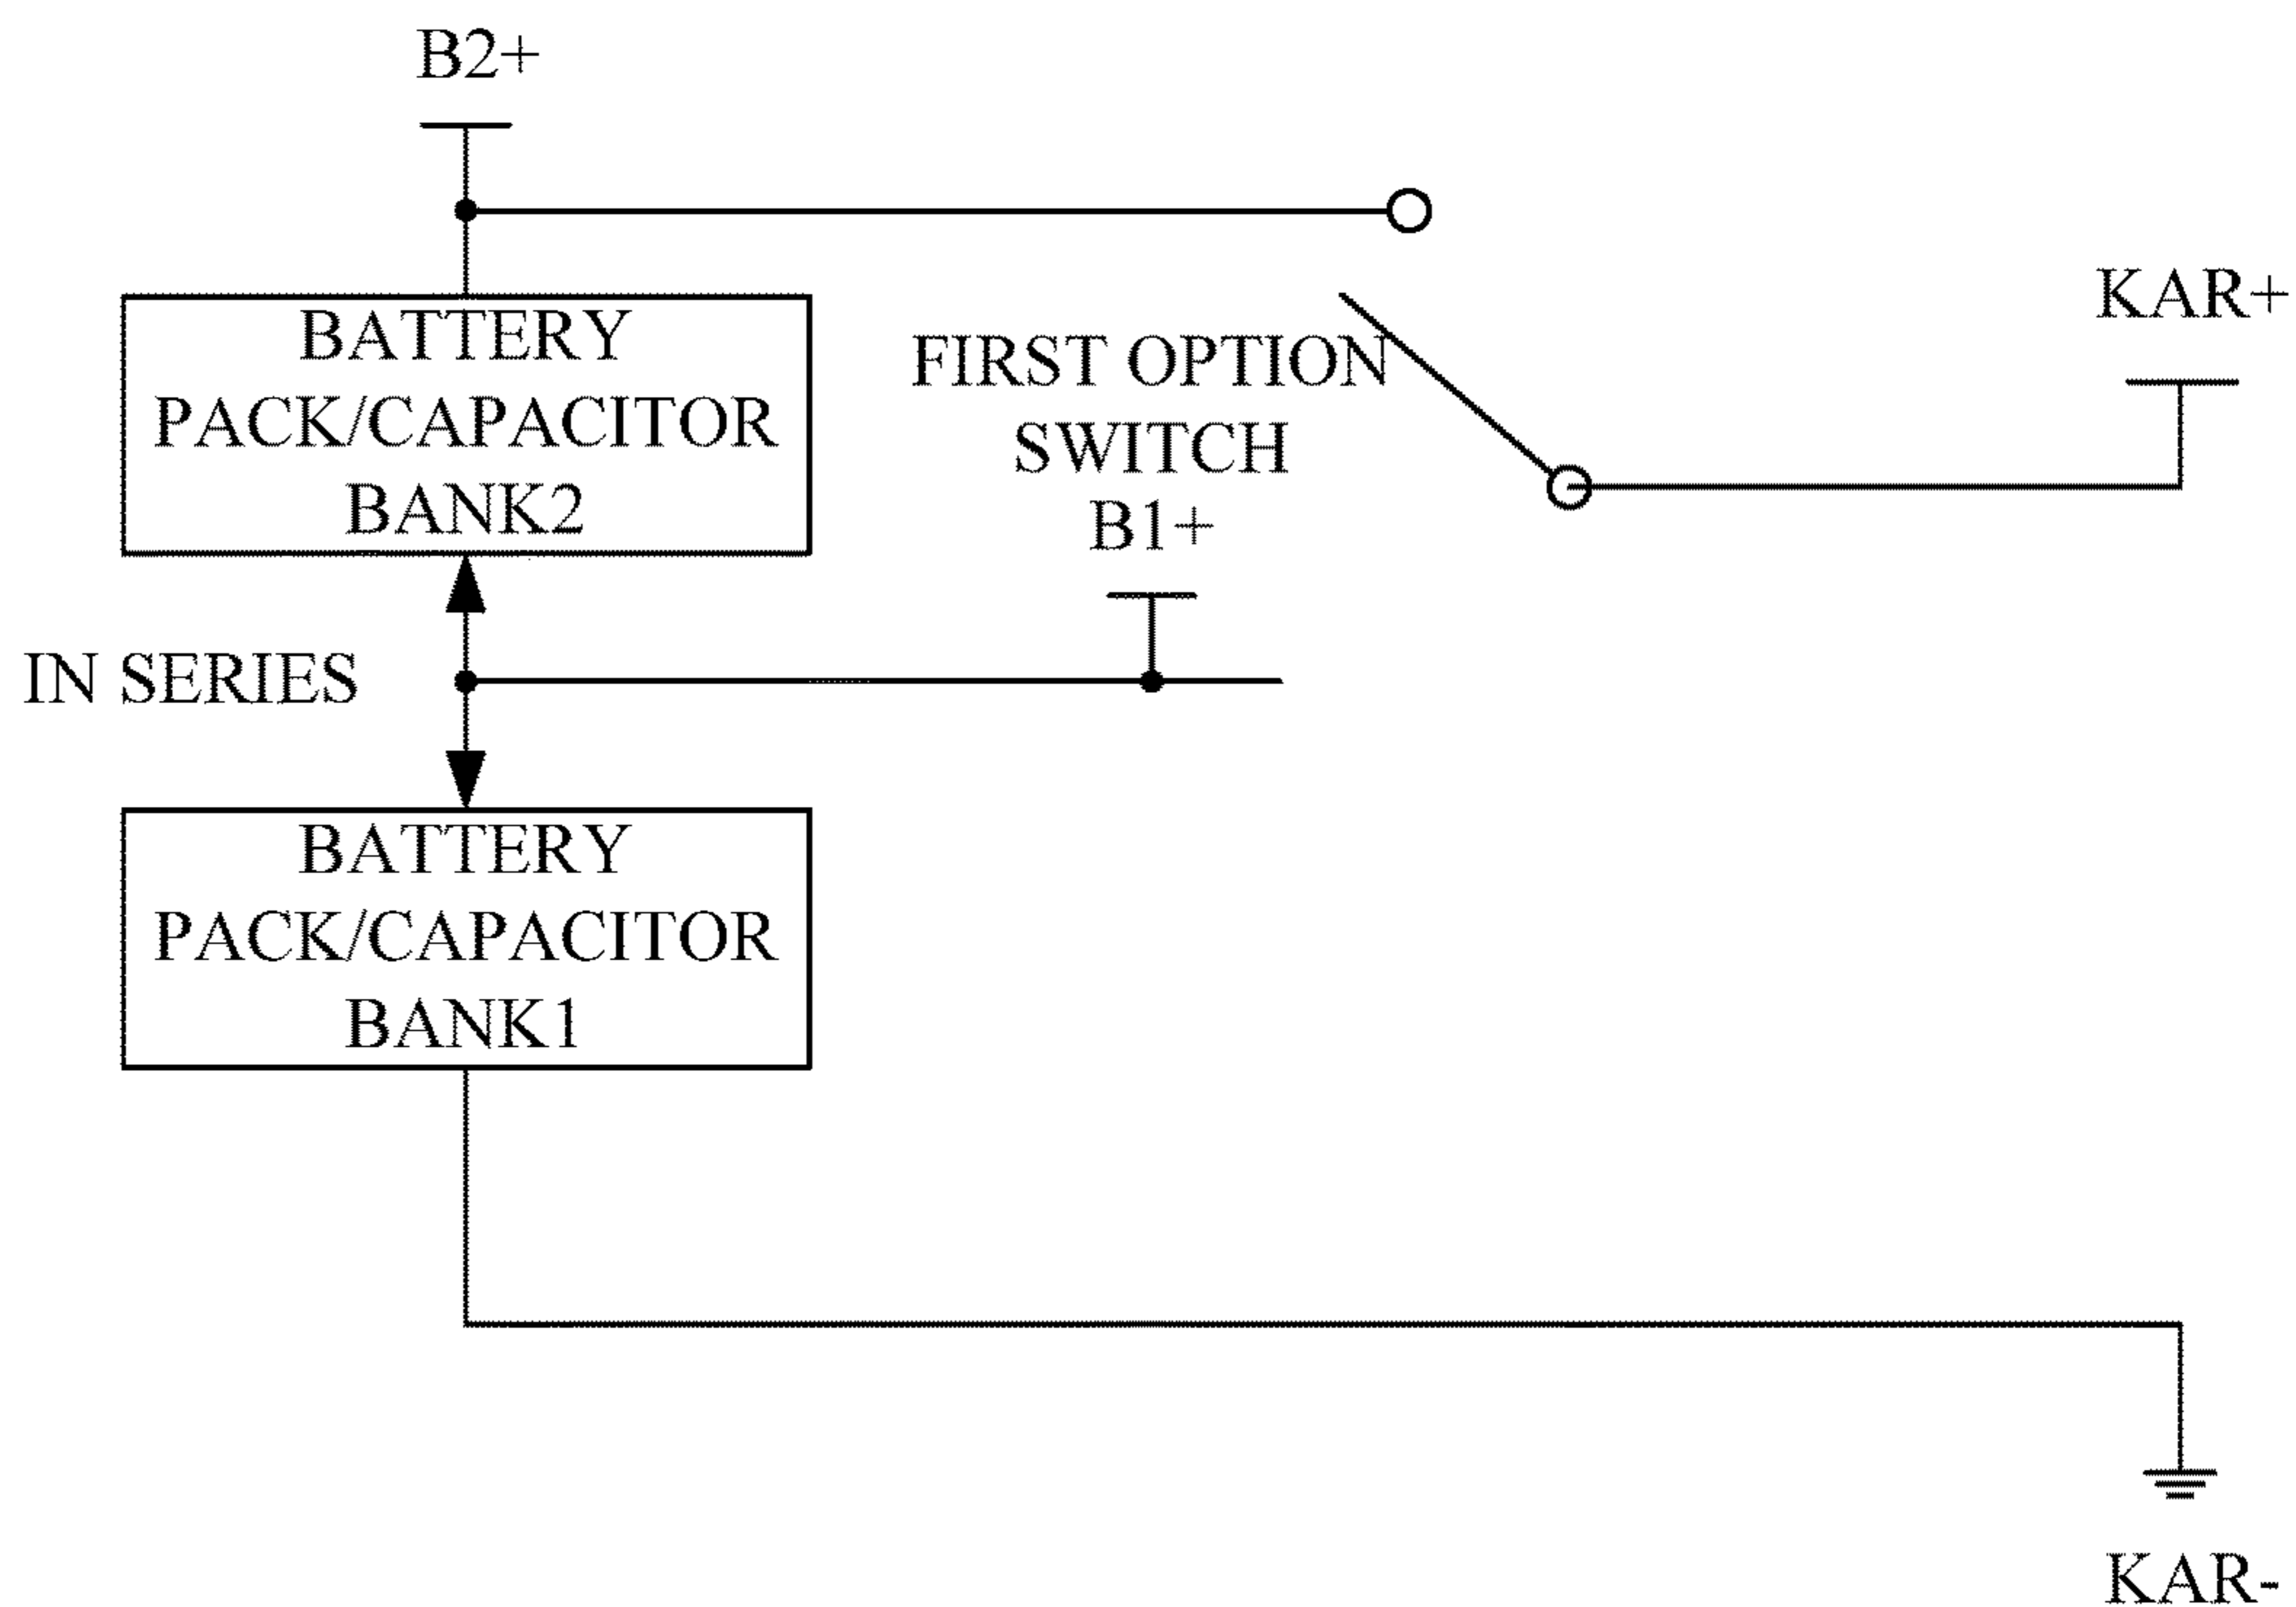 B2+
BATTERY
PACK/CAPACITOR
BANK2
FIRST OPTION
SWITCH
B1+
KAR+
IN SERIES
BATTERY
PACK/CAPACITOR
BANK1
KAR-